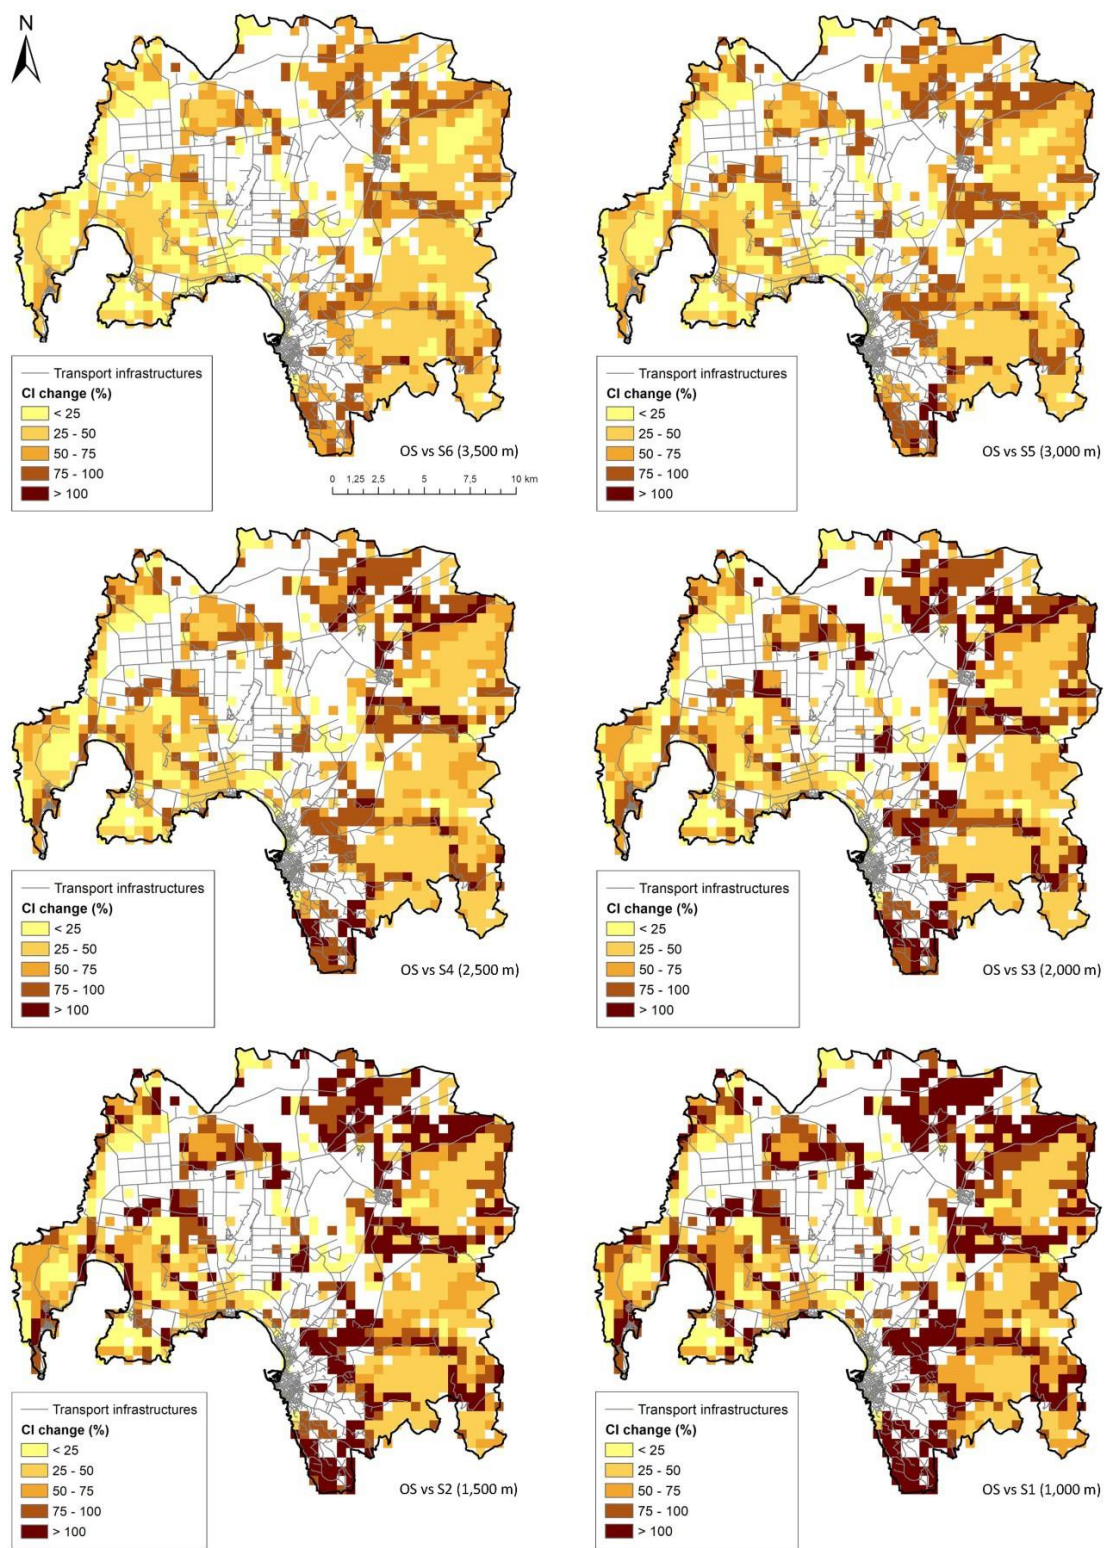 N
Transport infrastructures
CI change (%)
< 25
25 - 50
50 - 75
75 - 100
> 100
OS vs S6 (3,500 m)
0 1,25 2,5 5 7,5 10 km
Transport infrastructures
CI change (%)
< 25
25 - 50
50 - 75
75 - 100
> 100
OS vs S5 (3,000 m)
Transport infrastructures
CI change (%)
< 25
25 - 50
50 - 75
75 - 100
> 100
OS vs S4 (2,500 m)
Transport infrastructures
CI change (%)
< 25
25 - 50
50 - 75
75 - 100
> 100
OS vs S3 (2,000 m)
Transport infrastructures
CI change (%)
< 25
25 - 50
50 - 75
75 - 100
> 100
OS vs S2 (1,500 m)
Transport infrastructures
CI change (%)
< 25
25 - 50
50 - 75
75 - 100
> 100
OS vs S1 (1,000 m)